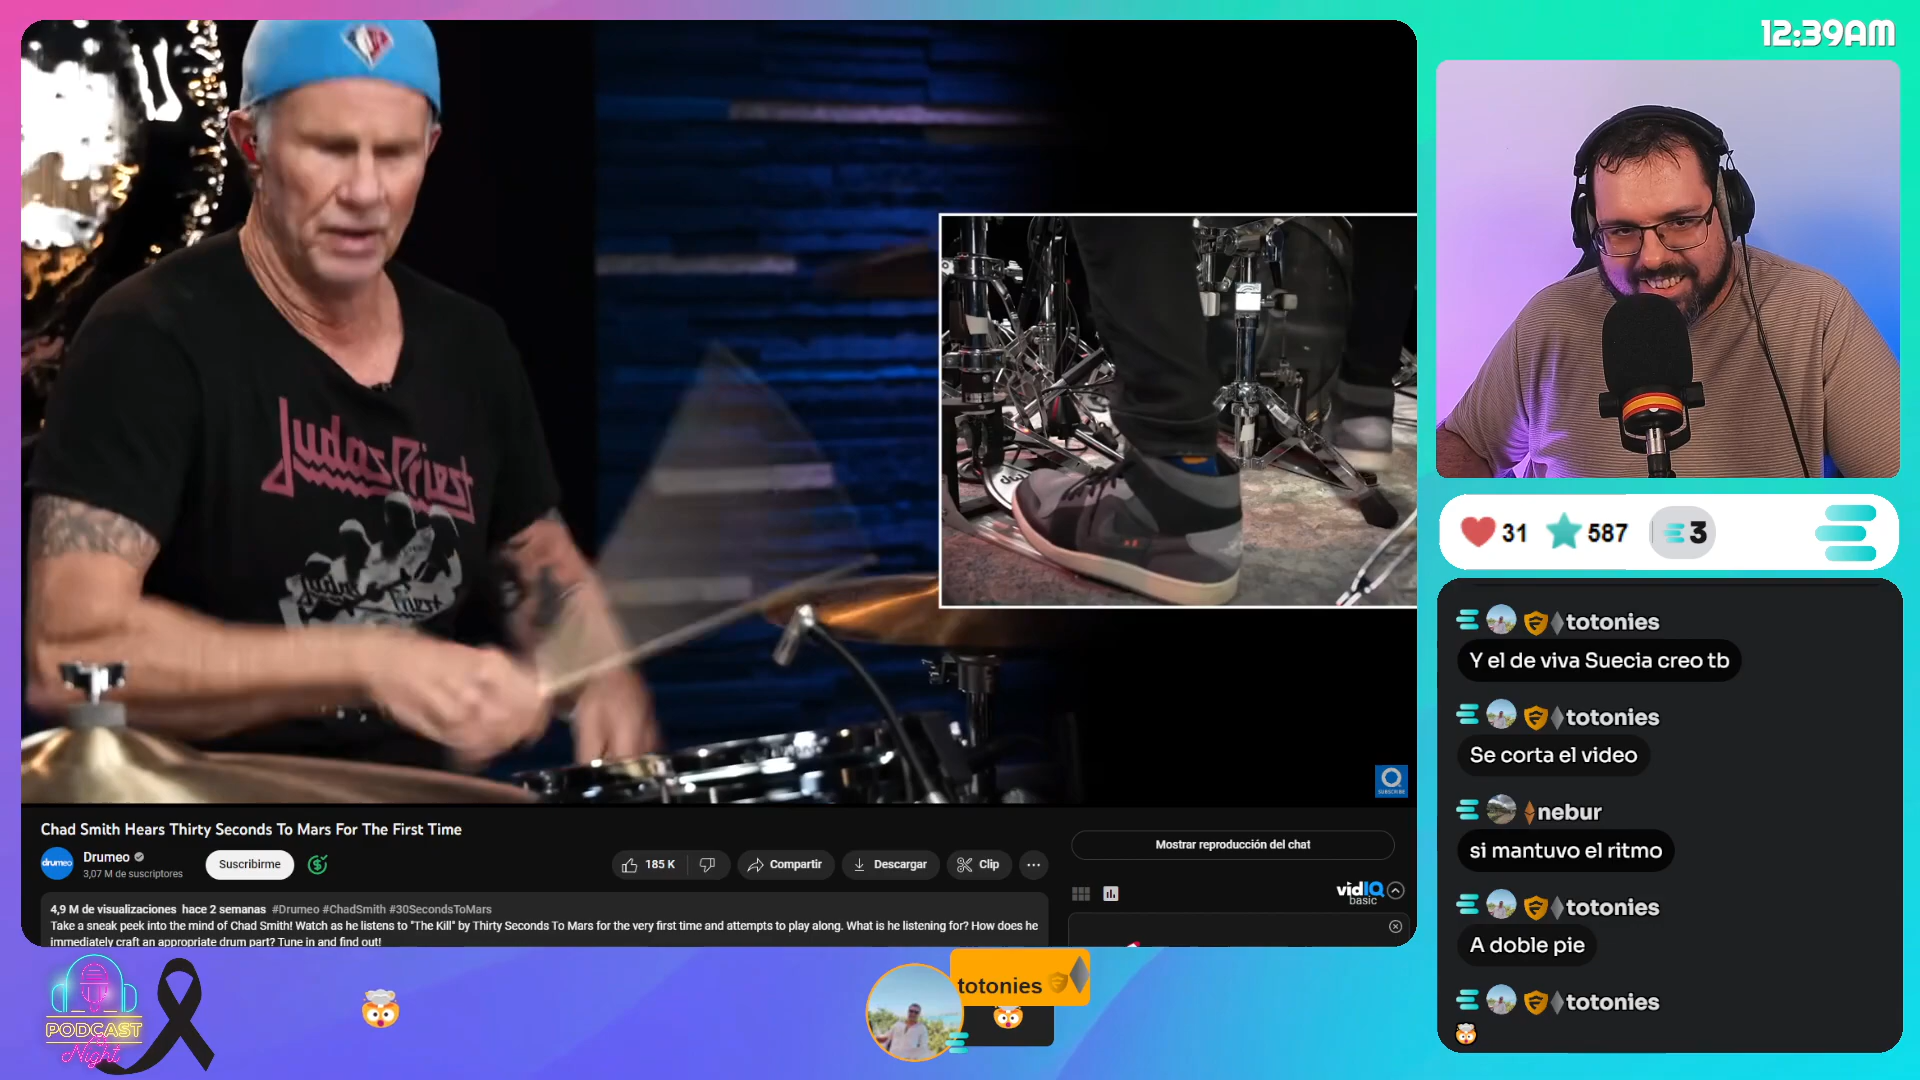 12:39AM
Judas Priest
Judas Priest
SUBSCRIBE
Chad Smith Hears Thirty Seconds To Mars For The First Time
drumeo
Drumeo
3,07 M de suscriptores
Suscribirme
185 K
Compartir
Descargar
Clip
...
4,9 M de visualizaciones hace 2 semanas #Drumeo #ChadSmith #30SecondsToMars
Take a sneak peek into the mind of Chad Smith! Watch as he listens to "The Kill" by Thirty Seconds To Mars for the very first time and attempts to play along. What is he listening for? How does he
immediately craft an appropriate drum part? Tune in and find out!
Mostrar reproducción del chat
vidIQ
basic
31
587
3
totonies
Y el de viva Suecia creo tb
totonies
Se corta el video
nebur
si mantuvo el ritmo
totonies
A doble pie
totonies
PODCAST
Night
totonies